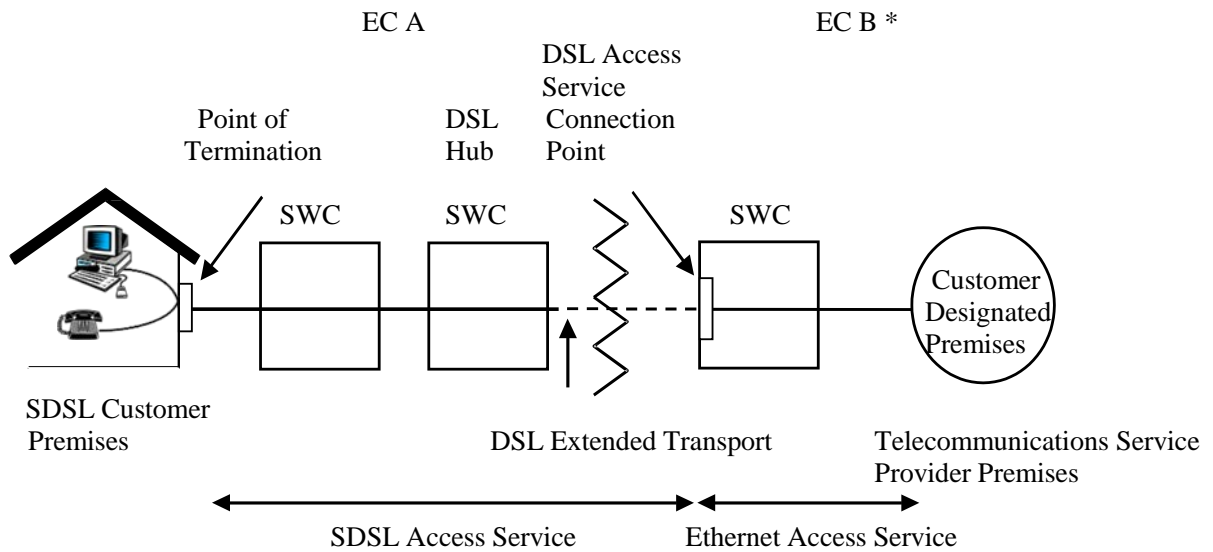 EC A
EC B *
DSL Access
Service
Connection
Point
Point of
Termination
DSL
Hub
SWC
SWC
SWC
Customer
Designated
Premises
SDSL Customer
Premises
DSL Extended Transport
Telecommunications Service
Provider Premises
SDSL Access Service
Ethernet Access Service